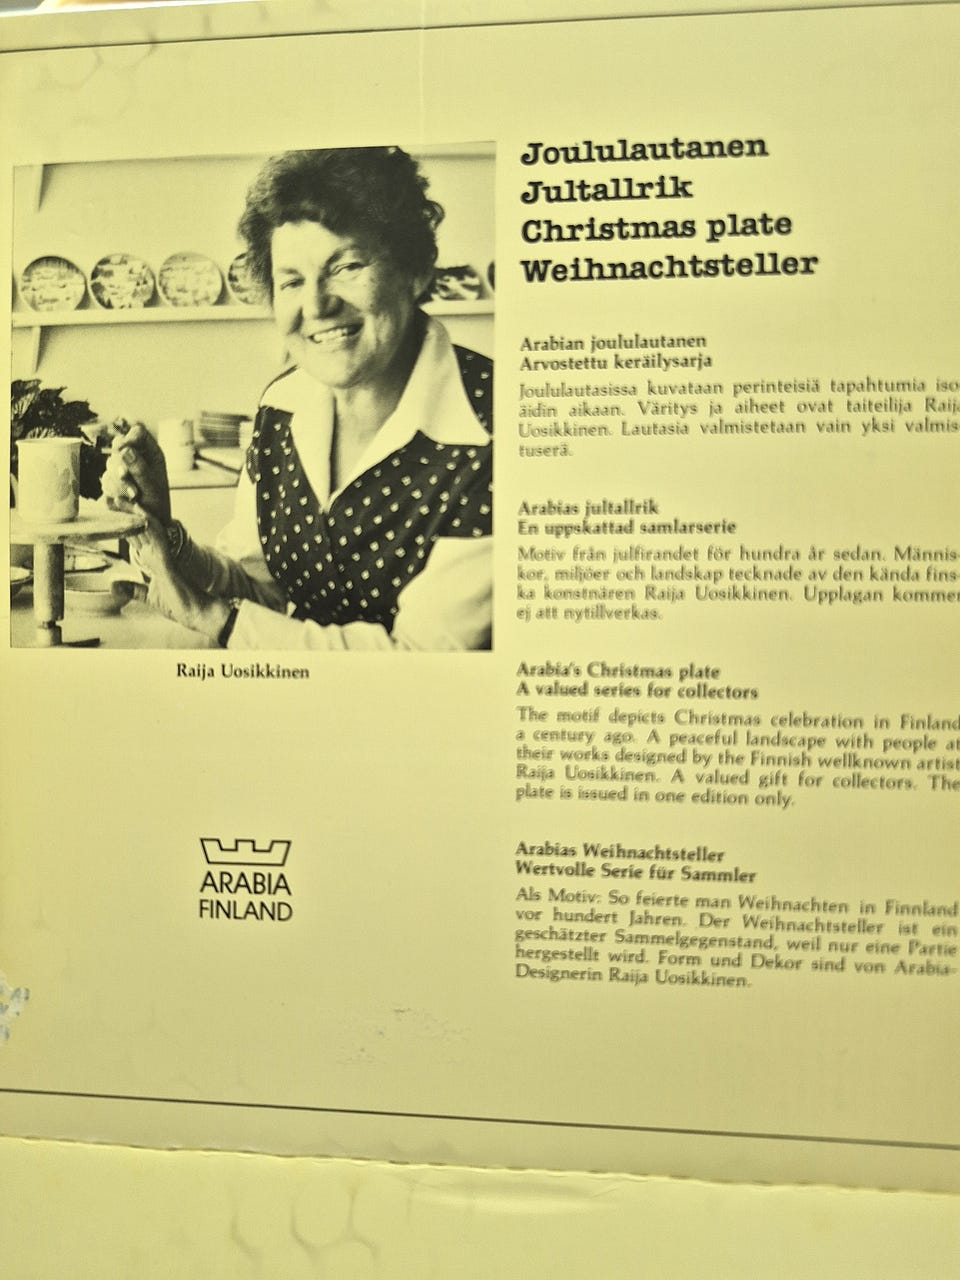 Joululautanen
Jultallrik
Christmas plate
Weihnachtsteller
Arabian joululautanen
Arvostettu keräilysarja
Joululautasissa kuvataan perinteisiä tapahtumia iso-
äidin aikaan. Väritys ja aiheet ovat taiteilija Raija
Uosikkinen. Lautasia valmistetaan vain yksi valmis-
tuserä.
Arabias jultallrik
En uppskattad samlarserie
Motiv från julfirandet för hundra år sedan. Männis-
kor, miljöer och landskap tecknade av den kända fins-
ka konstnären Raija Uosikkinen. Upplagan kommer
ej att nytillverkas.
Raija Uosikkinen
Arabia's Christmas plate
A valued series for collectors
The motif depicts Christmas celebration in Finland
a century ago. A peaceful landscape with people at
their works designed by the Finnish wellknown artist
Raija Uosikkinen. A valued gift for collectors. The
plate is issued in one edition only.
ARABIA
FINLAND
Arabias Weihnachtsteller
Wertvolle Serie für Sammler
Als Motiv: So feierte man Weihnachten in Finnland
vor hundert Jahren. Der Weihnachtsteller ist ein
geschätzter Sammelgegenstand, weil nur eine Partie
hergestellt wird. Form und Dekor sind von Arabia-
Designerin Raija Uosikkinen.